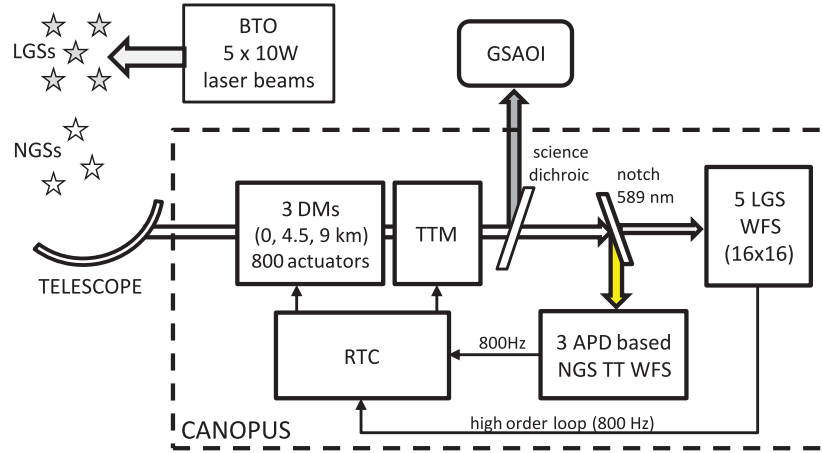 BTO
5 x 10W
laser beams
LGSs
GSAOI
NGSs
science
dichroic
notch
589 nm
3 DMs
(0, 4.5, 9 km)
800 actuators
TTM
5 LGS
WFS
(16x16)
TELESCOPE
RTC
800Hz
3 APD based
NGS TT WFS
high order loop (800 Hz)
CANOPUS